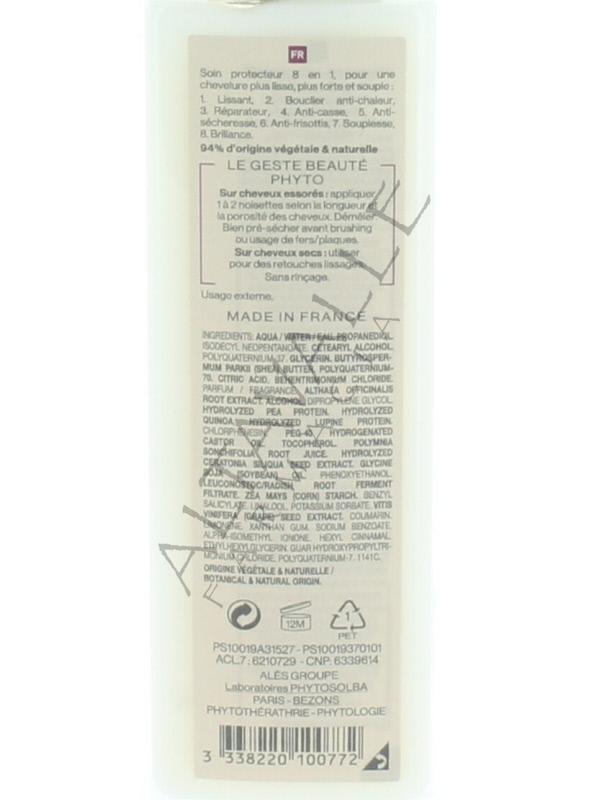 FR
Soin protecteur 8 en 1, pour une
chevelure plus lisse, plus forte et souple :
1. Lissant, 2. Bouclier anti-chaleur,
3. Réparateur, 4. Anti-casse, 5. Anti-
sécheresse, 6. Anti-frisottis, 7. Souplesse,
8. Brillance.
94% d'origine végétale & naturelle
LE GESTE BEAUTÉ
PHYTO
Sur cheveux essorés : appliquer
1 à 2 noisettes selon la longueur et
la porosité des cheveux. Démêler.
Bien pré-sécher avant brushing
ou usage de fers/plaques.
Sur cheveux secs : utiliser
pour des retouches lissages.
Sans rinçage.
Usage externe.
MADE IN FRANCE
INGREDIENTS: AQUA / WATER / EAU, PROPANEDIOL,
ISODECYL NEOPENTANOATE, CETEARYL ALCOHOL,
POLYQUATERNIUM-37, GLYCERIN, BUTYROSPER-
MUM PARKII (SHEA) BUTTER, POLYQUATERNIUM-
70, CITRIC ACID, BEHENTRIMONIUM CHLORIDE,
PARFUM / FRAGRANCE, ALTHAEA OFFICINALIS
ROOT EXTRACT, ALCOHOL, DIPROPYLENE GLYCOL,
HYDROLYZED PEA PROTEIN, HYDROLYZED
QUINOA, HYDROLYZED LUPINE PROTEIN,
CHLORPHENESIN, PEG-40 HYDROGENATED
CASTOR OIL, TOCOPHEROL, POLYMNIA
SONCHIFOLIA ROOT JUICE, HYDROLYZED
CERATONIA SILIQUA SEED EXTRACT, GLYCINE
SOJA (SOYBEAN) OIL, PHENOXYETHANOL,
LEUCONOSTOC/RADISH ROOT FERMENT
FILTRATE, ZEA MAYS (CORN) STARCH, BENZYL
SALICYLATE, LINALOOL, POTASSIUM SORBATE, VITIS
VINIFERA (GRAPE) SEED EXTRACT, COUMARIN,
LIMONENE, XANTHAN GUM, SODIUM BENZOATE,
ALPHA-ISOMETHYL IONONE, HEXYL CINNAMAL,
ETHYLHEXYLGLYCERIN, GUAR HYDROXYPROPYLTRI-
MONIUM CHLORIDE, POLYQUATERNIUM-7. 1141C.
ORIGINE VÉGÉTALE & NATURELLE /
BOTANICAL & NATURAL ORIGIN.
12M
1
PET
PS10019A31527 - PS10019370101
ACL.7 : 6210729 - CNP: 6339614
ALÈS GROUPE
Laboratoires PHYTOSOLBA
PARIS - BEZONS
PHYTOTHÉRATHRIE - PHYTOLOGIE
3 338220 100772
ALTAVALLE
FARMACIA